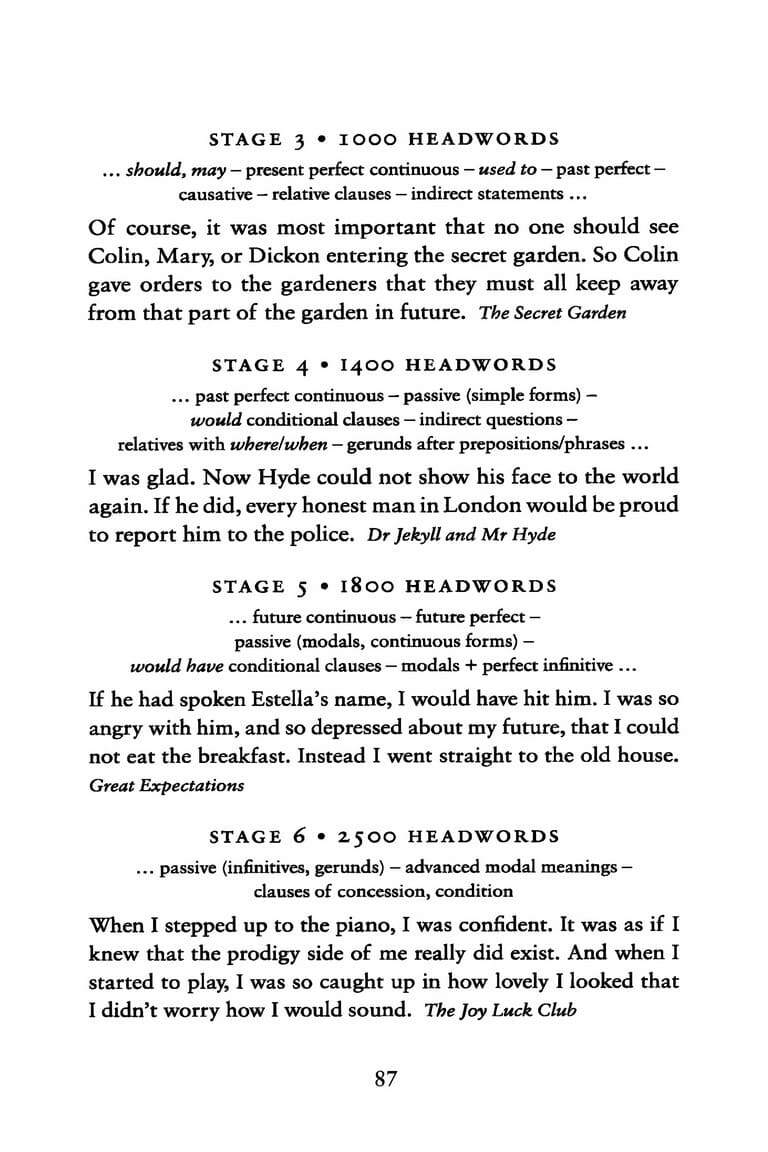 STAGE 3 • 1000 HEADWORDS
... should, may – present perfect continuous – used to – past perfect –
causative – relative clauses – indirect statements ...
Of course, it was most important that no one should see
Colin, Mary, or Dickon entering the secret garden. So Colin
gave orders to the gardeners that they must all keep away
from that part of the garden in future. The Secret Garden
STAGE 4 • 1400 HEADWORDS
... past perfect continuous – passive (simple forms) –
would conditional clauses – indirect questions –
relatives with where/when – gerunds after prepositions/phrases ...
I was glad. Now Hyde could not show his face to the world
again. If he did, every honest man in London would be proud
to report him to the police. Dr Jekyll and Mr Hyde
STAGE 5 • 1800 HEADWORDS
... future continuous – future perfect –
passive (modals, continuous forms) –
would have conditional clauses – modals + perfect infinitive ...
If he had spoken Estella's name, I would have hit him. I was so
angry with him, and so depressed about my future, that I could
not eat the breakfast. Instead I went straight to the old house.
Great Expectations
STAGE 6 • 2500 HEADWORDS
... passive (infinitives, gerunds) – advanced modal meanings –
clauses of concession, condition
When I stepped up to the piano, I was confident. It was as if I
knew that the prodigy side of me really did exist. And when I
started to play, I was so caught up in how lovely I looked that
I didn't worry how I would sound. The Joy Luck Club
87